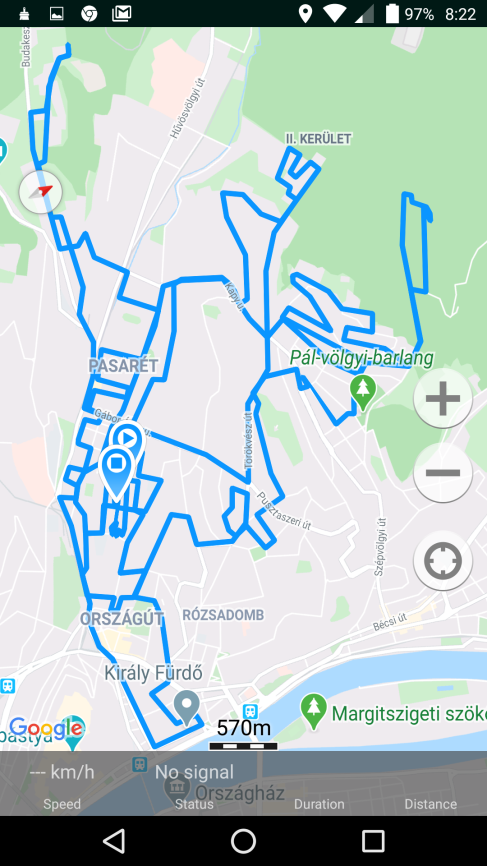 97% 8:22
Budakes
Hűvösvölgyi út
II. KERÜLET
Kapy u.
Pál-völgyi-barlang
PASARÉT
Gábor
u.
Törökvész út
Pusztaszeri út
Szépvölgyi út
ORSZÁGÚT
RÓZSADOMB
Bécsi út
Király Fürdő
570m
Margitszigeti szök
Google
bástya
--- km/h
No signal
Országház
Speed
Status
Duration
Distance